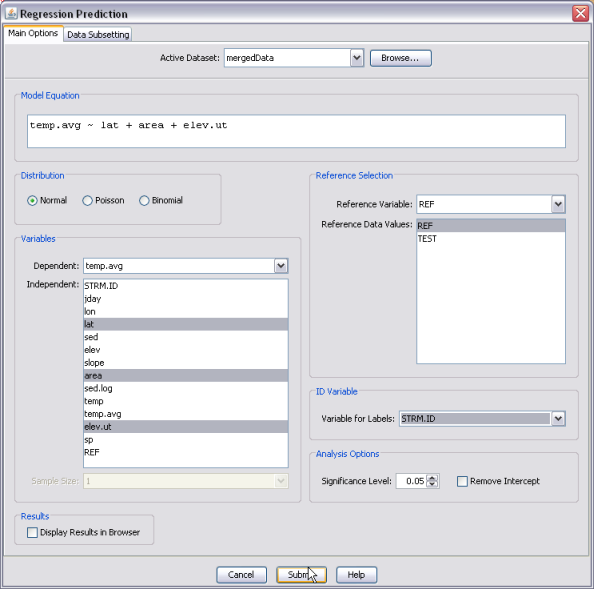 Regression Prediction
Main Options
Data Subsetting
Active Dataset: mergedData
Browse...
Model Equation
temp.avg ~ lat + area + elev.ut
Distribution
Normal
Poisson
Binomial
Variables
Dependent: temp.avg
Independent:
STRM.ID
jday
lon
lat
sed
elev
slope
area
sed.log
temp
temp.avg
elev.ut
sp
REF
Sample Size: 1
Results
Display Results in Browser
Reference Selection
Reference Variable: REF
Reference Data Values:
REF
TEST
ID Variable
Variable for Labels: STRM.ID
Analysis Options
Significance Level: 0.05
Remove Intercept
Cancel
Submit
Help